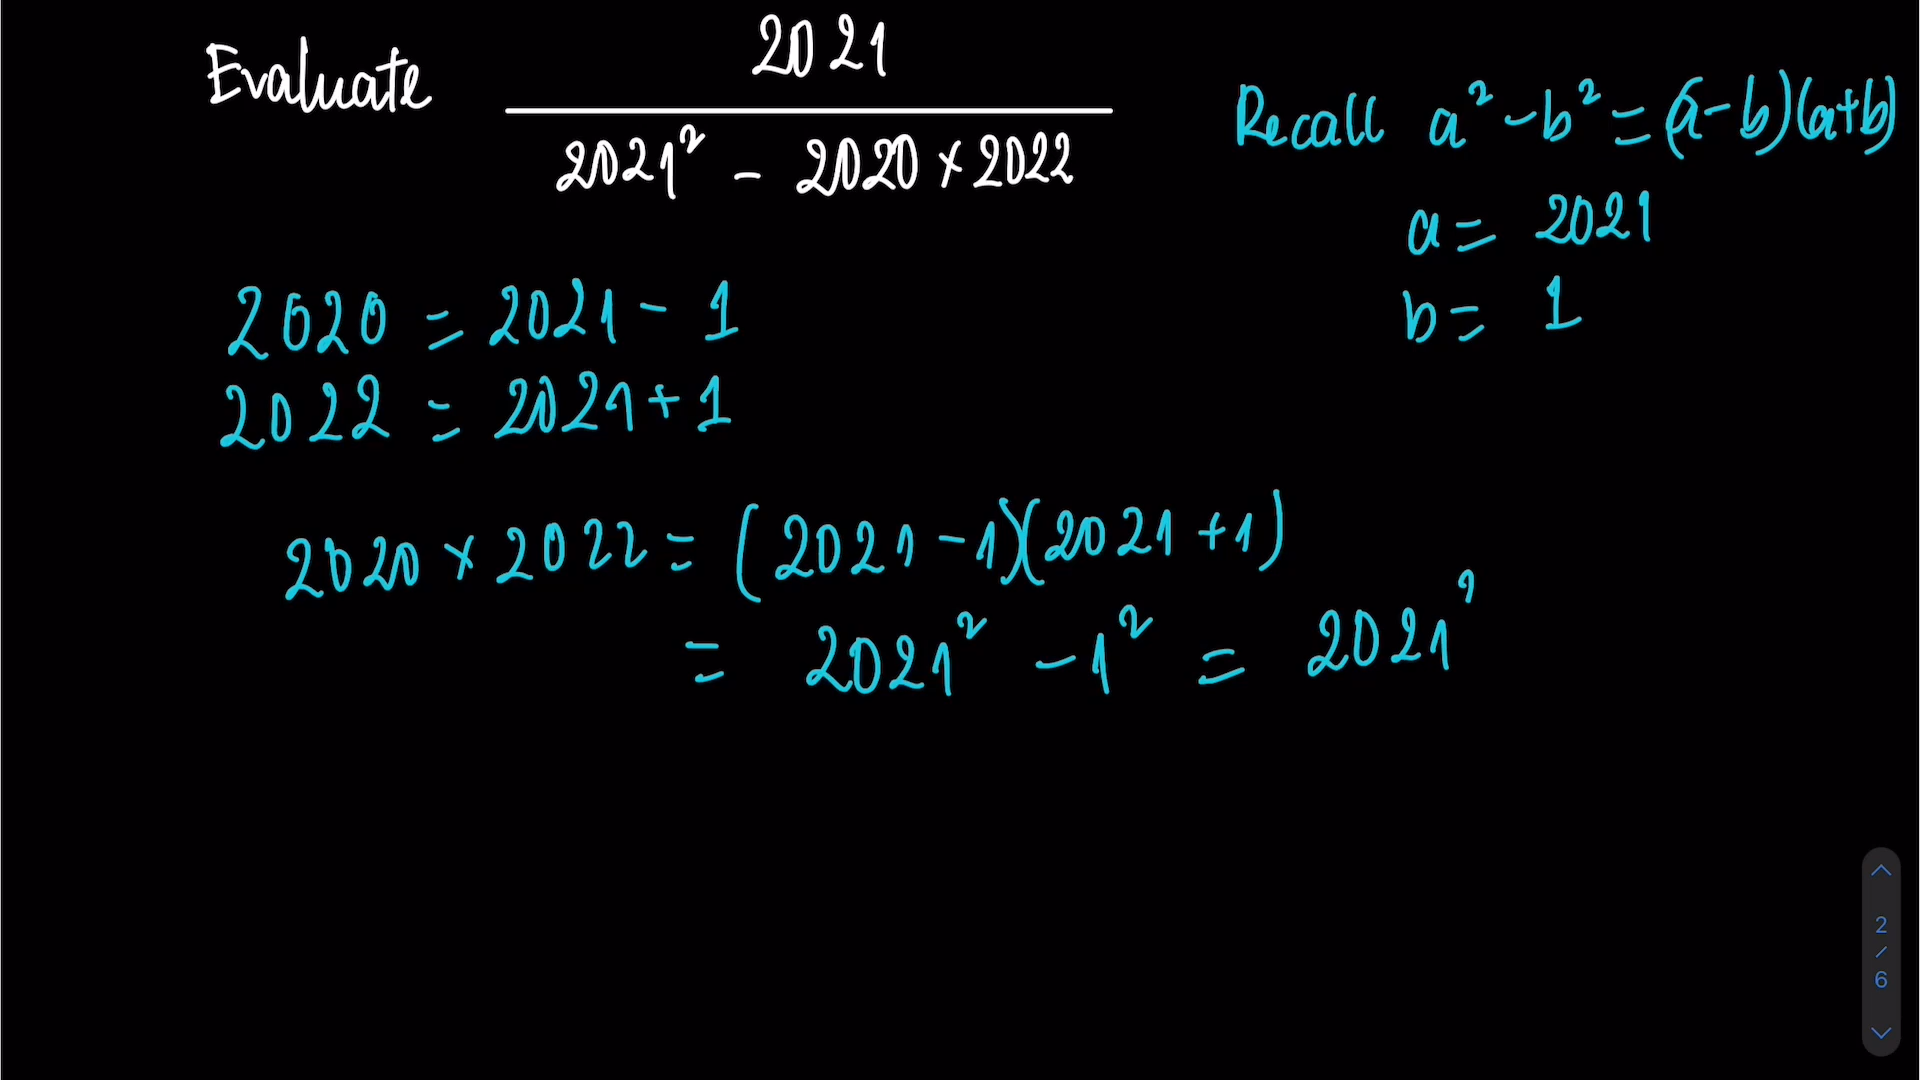 Evaluate 2021
2021² - 2020 × 2022
Recall a² - b² = (a-b)(a+b)
a = 2021
b = 1
2020 = 2021 - 1
2022 = 2021 + 1
2020 × 2022 = (2021 - 1)(2021 + 1)
= 2021² - 1² = 2021
2
/
6